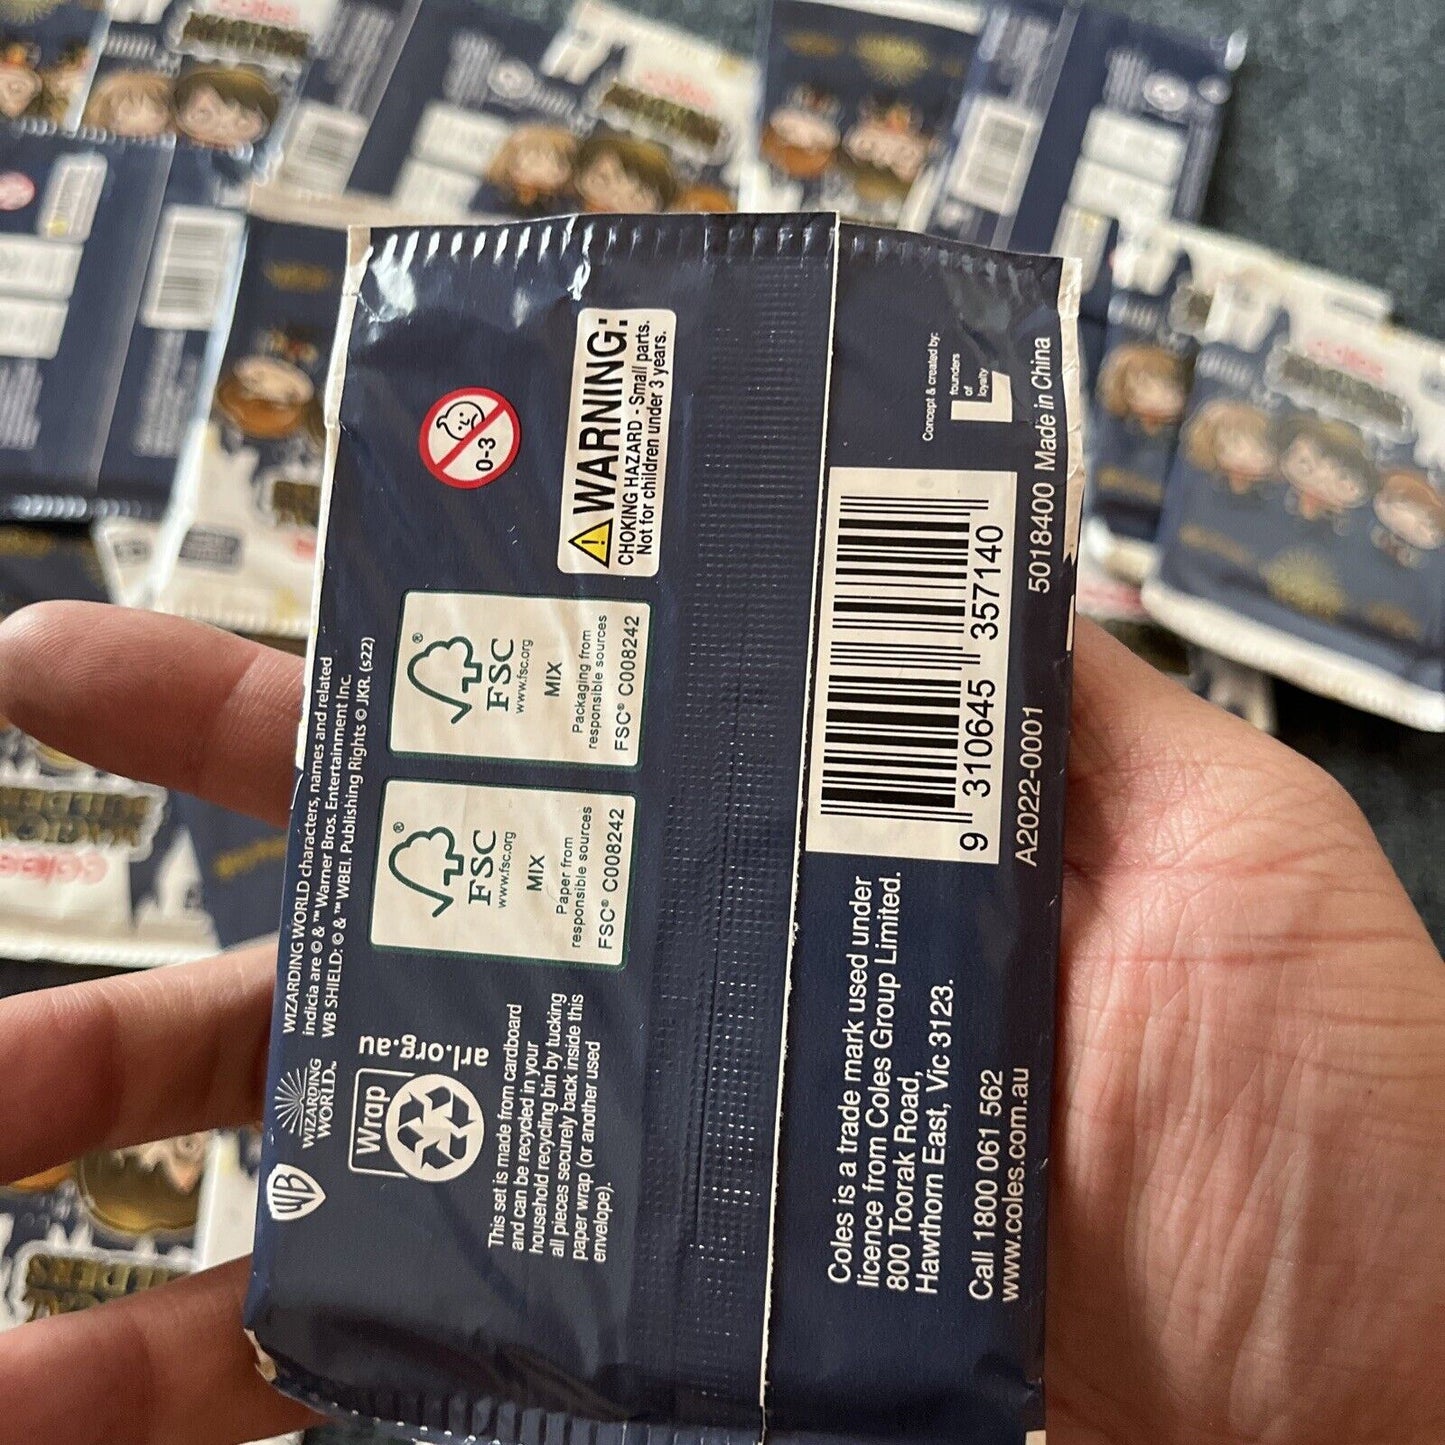 WB
WIZARDING
WORLD™
WIZARDING WORLD characters, names and related
indicia are © & ™ Warner Bros. Entertainment Inc.
WB SHIELD: © & ™ WBEI. Publishing Rights © JKR. (s22)
Wrap
arl.org.au
This set is made from cardboard
and can be recycled in your
household recycling bin by tucking
all pieces securely back inside this
paper wrap (or another used
envelope).
®
FSC
www.fsc.org
MIX
Paper from
responsible sources
FSC® C008242
®
FSC
www.fsc.org
MIX
Packaging from
responsible sources
FSC® C008242
0-3
WARNING:
CHOKING HAZARD - Small parts.
Not for children under 3 years.
Coles is a trade mark used under
licence from Coles Group Limited.
800 Toorak Road,
Hawthorn East, Vic 3123.
Call 1800 061 562
www.coles.com.au
9 310645 357140
A2022-0001
5018400 Made in China
Concept & created by:
founders
of
loyalty
coles
coles
coles